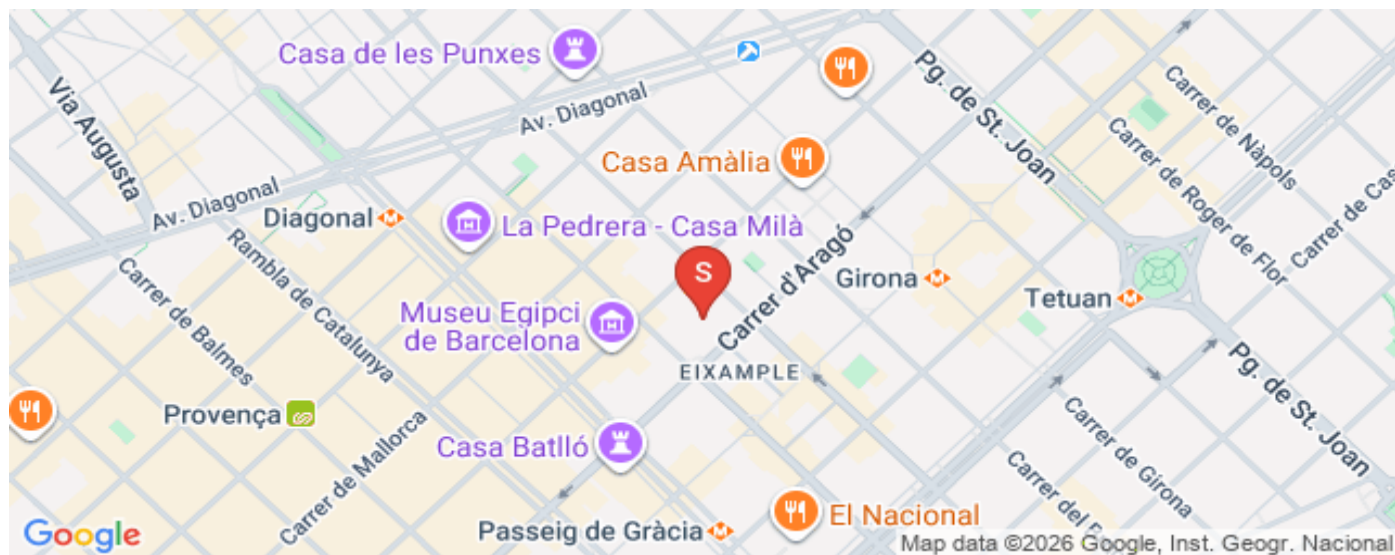 Casa de les Punxes
Pg. de St. Joan
Carrer de Nàpols
Via Augusta
Av. Diagonal
Casa Amàlia
Carrer de Roger de Flor
Carrer de Cas
Av. Diagonal
Diagonal
La Pedrera - Casa Milà
Rambla de Catalunya
S
Carrer d'Aragó
Girona
Tetuan
Carrer de Balmes
Museu Egipci
de Barcelona
EIXAMPLE
Pg. de St. Joan
Provença
Carrer de Mallorca
Casa Batlló
Carrer de Girona
Carrer del
Passeig de Gràcia
El Nacional
Google
Map data ©2026 Google, Inst. Geogr. Nacional